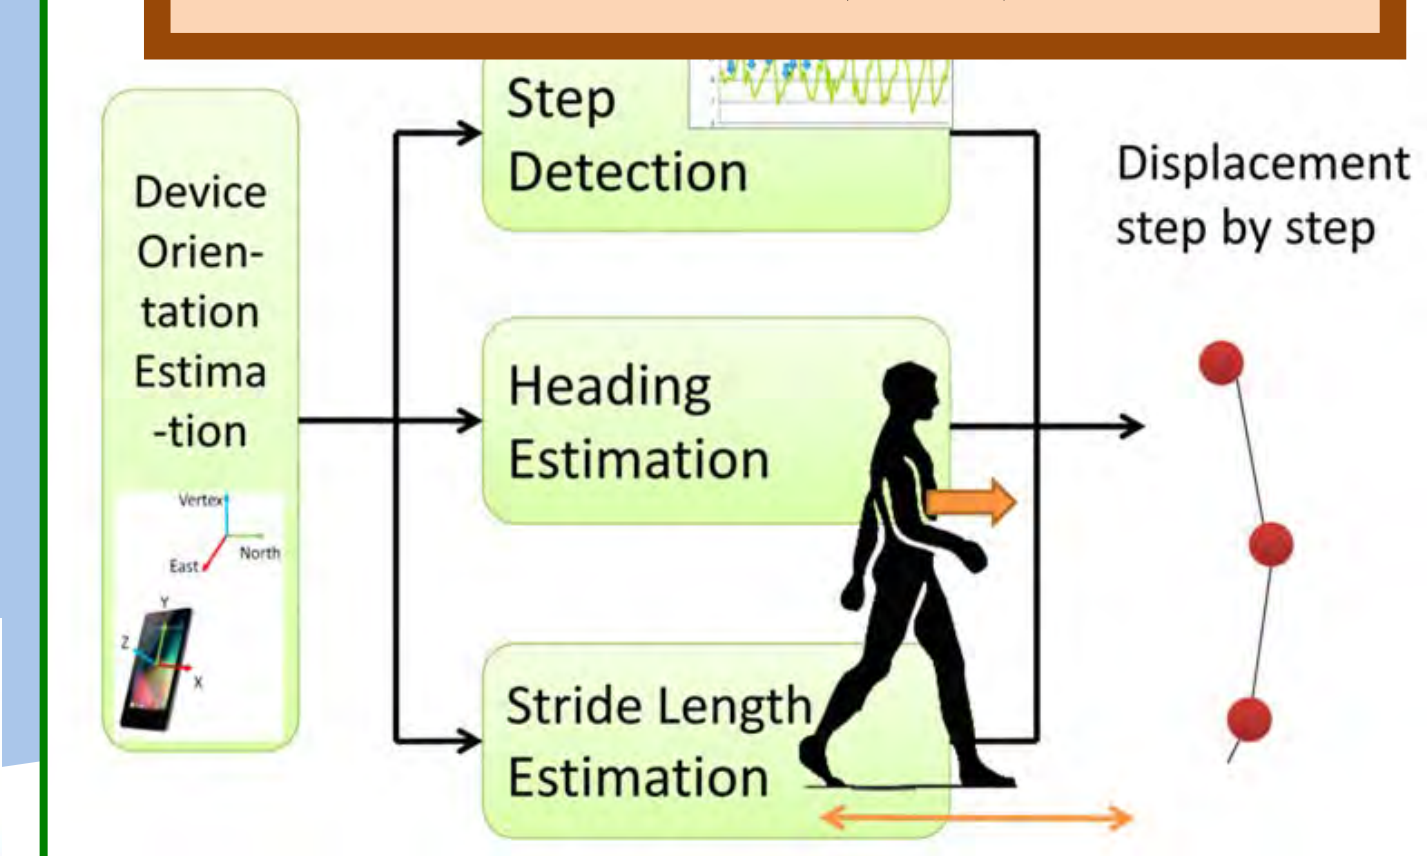 Device
Orien-
tation
Estima
-tion
Vertex
North
East
Y
Z
X
Step
Detection
Heading
Estimation
Stride Length
Estimation
Displacement
step by step